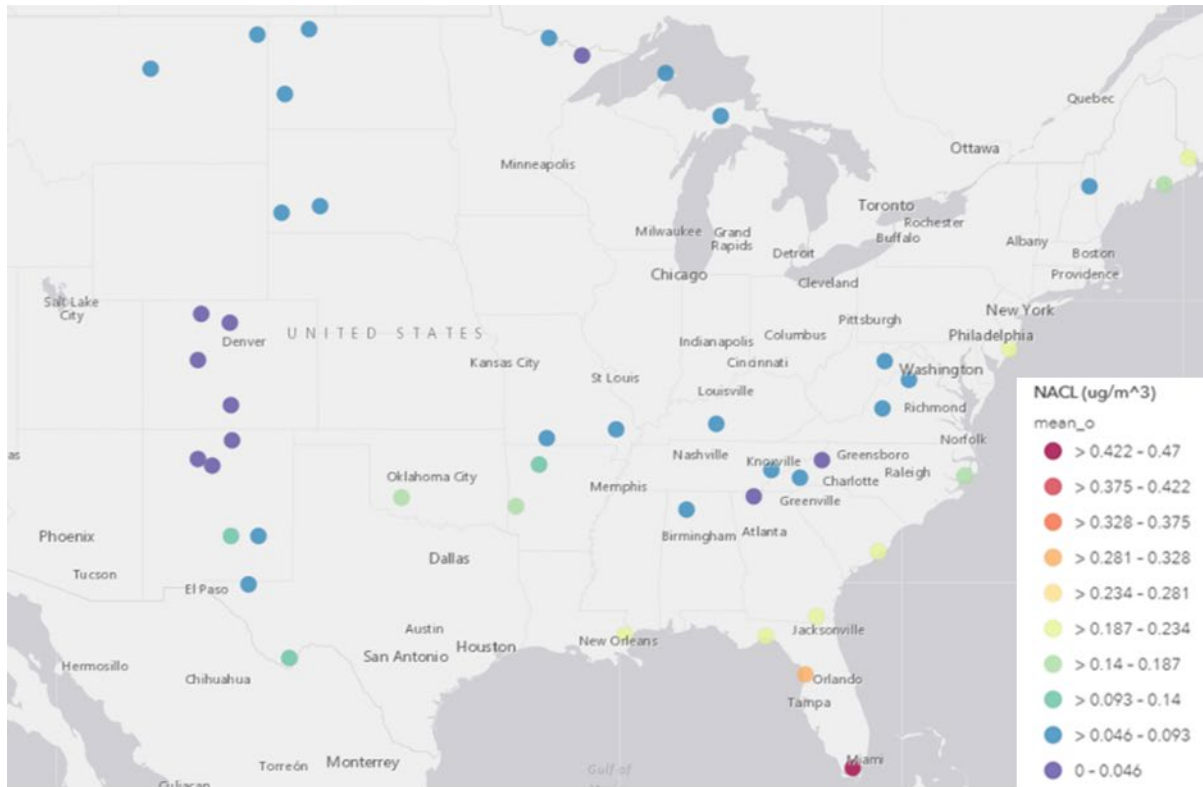 Quebec
Ottawa
Minneapolis
Toronto
Rochester
Buffalo
Milwaukee
Grand
Rapids
Detroit
Albany
Boston
Providence
Chicago
Cleveland
Salt Lake
City
New York
Pittsburgh
Philadelphia
UNITED STATES
Denver
Columbus
Indianapolis
Kansas City
Cincinnati
St Louis
Washington
Louisville
Richmond
Norfolk
as
Nashville
Knoxville
Greensboro
Raleigh
Oklahoma City
Charlotte
Memphis
Greenville
Birmingham
Atlanta
Phoenix
Dallas
Tucson
El Paso
Austin
Houston
New Orleans
Jacksonville
San Antonio
Hermosillo
Chihuahua
Orlando
Tampa
Miami
Torreón
Monterrey
Gulf of
Culiacan
NACL (ug/m^3)
mean_o
> 0.422 - 0.47
> 0.375 - 0.422
> 0.328 - 0.375
> 0.281 - 0.328
> 0.234 - 0.281
> 0.187 - 0.234
> 0.14 - 0.187
> 0.093 - 0.14
> 0.046 - 0.093
0 - 0.046